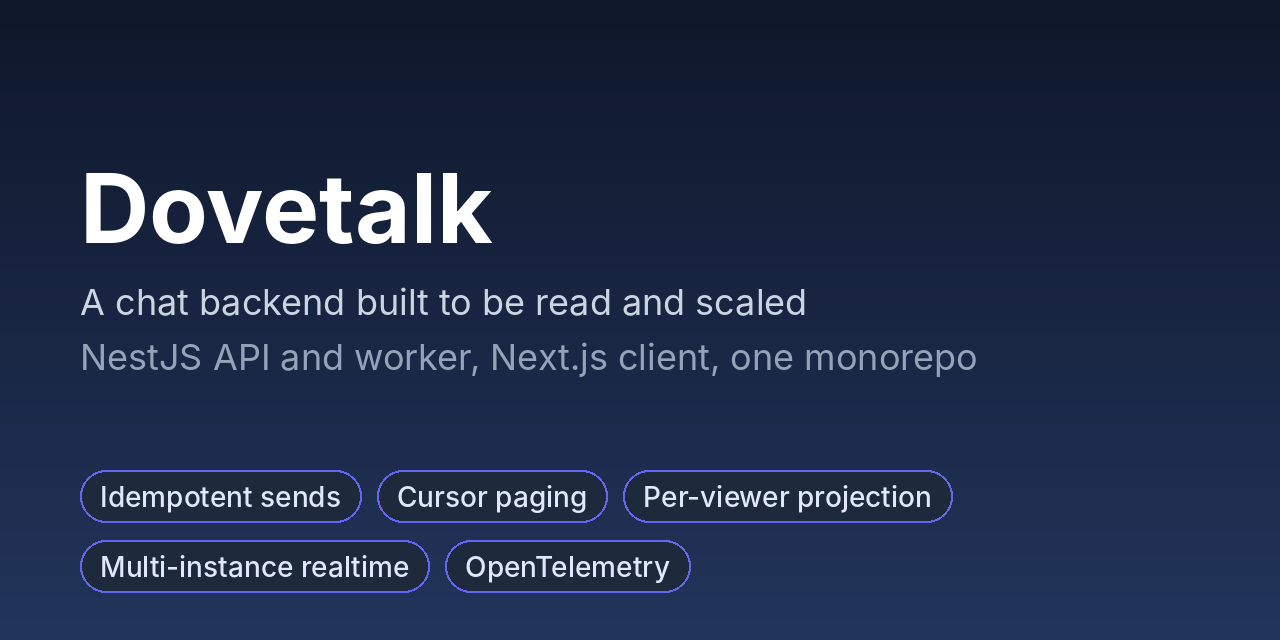 Dovetalk
A chat backend built to be read and scaled
NestJS API and worker, Next.js client, one monorepo
Idempotent sends Cursor paging Per-viewer projection
Multi-instance realtime OpenTelemetry